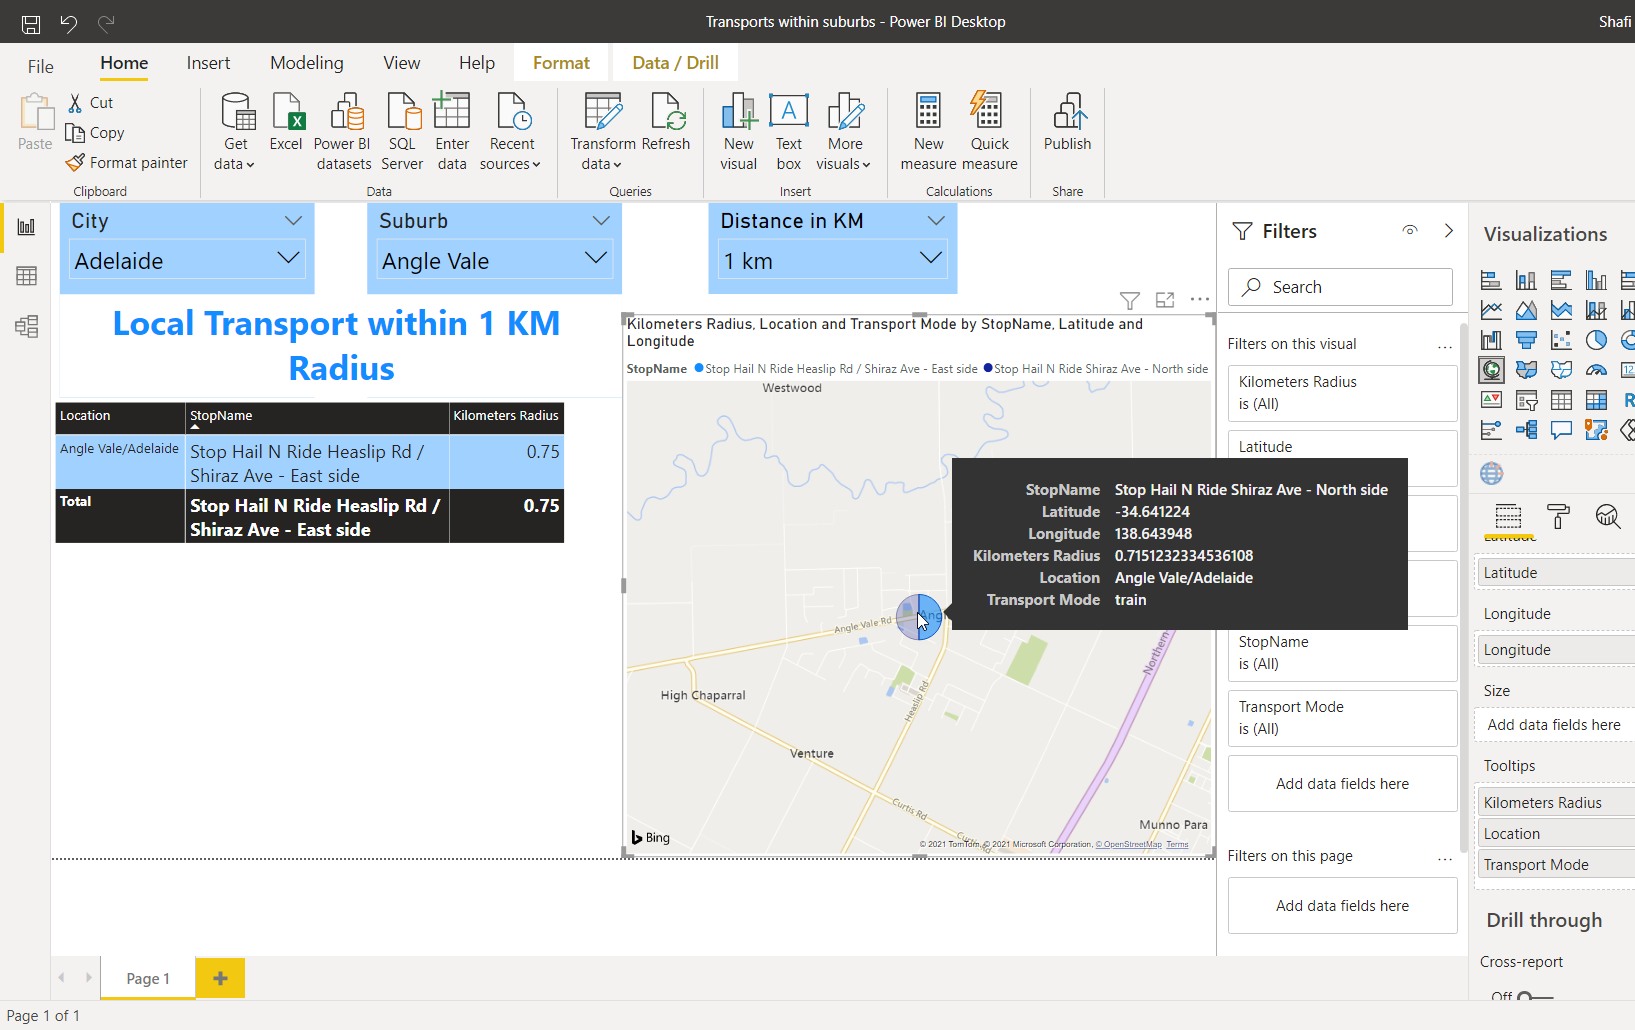 Transports within suburbs - Power BI Desktop
Shafi
File
Home
Insert
Modeling
View
Help
Format
Data / Drill
Paste
Cut
Copy
Format painter
Clipboard
Get
data
Excel
Power BI
datasets
SQL
Server
Enter
data
Recent
sources
Data
Transform
data
Refresh
Queries
New
visual
A
Text
box
More
visuals
Insert
New
measure
Quick
measure
Calculations
Publish
Share
City
Adelaide
Suburb
Angle Vale
Distance in KM
1 km
Local Transport within 1 KM
Radius
Location
StopName
Kilometers Radius
Angle Vale/Adelaide
Stop Hail N Ride Heaslip Rd /
Shiraz Ave - East side
0.75
Total
Stop Hail N Ride Heaslip Rd /
Shiraz Ave - East side
0.75
Kilometers Radius, Location and Transport Mode by StopName, Latitude and
Longitude
StopName Stop Hail N Ride Heaslip Rd / Shiraz Ave - East side Stop Hail N Ride Shiraz Ave - North side
Westwood
StopName Stop Hail N Ride Shiraz Ave - North side
Latitude -34.641224
Longitude 138.643948
Kilometers Radius 0.7151232334536108
Location Angle Vale/Adelaide
Transport Mode train
Angle Vale Rd
Northern
High Chaparral
Heaslip Rd
Venture
Curtis Rd
Munno Para
Bing
© 2021 TomTom, © 2021 Microsoft Corporation, © OpenStreetMap Terms
Filters
Search
Filters on this visual
...
Kilometers Radius
is (All)
Latitude
StopName
is (All)
Transport Mode
is (All)
Add data fields here
Filters on this page
...
Add data fields here
Visualizations
Latitude
Latitude
Longitude
Longitude
Size
Add data fields here
Tooltips
Kilometers Radius
Location
Transport Mode
Drill through
Cross-report
Off
Page 1
Page 1 of 1